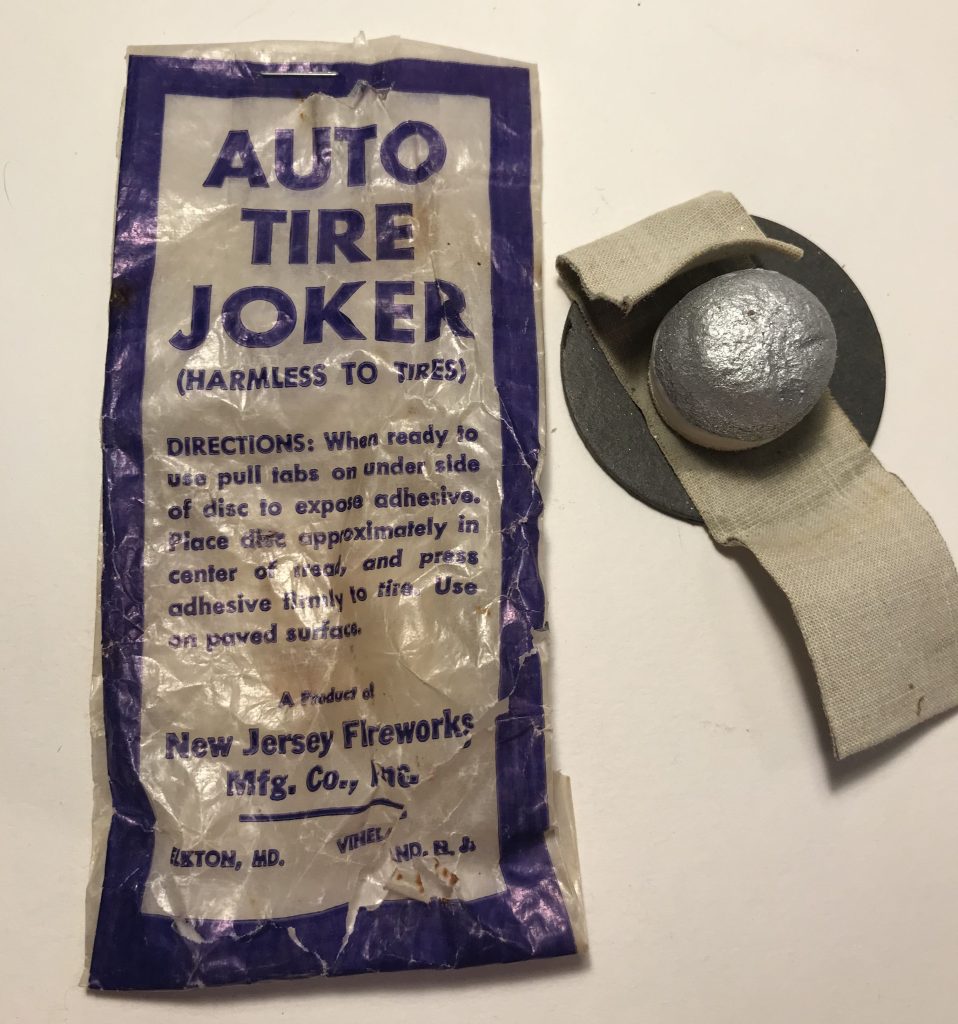 AUTO
TIRE
JOKER
(HARMLESS TO TIRES)
DIRECTIONS: When ready to
use pull tabs on under side
of disc to expose adhesive.
Place disc approximately in
center of tread, and press
adhesive firmly to tire. Use
on paved surface.
A Product of
New Jersey Fireworks
Mfg. Co., Inc.
ELKTON, MD. VINELAND, N. J.